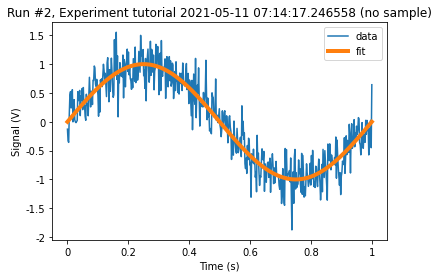 Run #2, Experiment tutorial 2021-05-11 07:14:17.246558 (no sample)
data
fit
Signal (V)
1.5
1
0.5
0
-0.5
-1
-1.5
-2
0
0.2
0.4
0.6
0.8
1
Time (s)